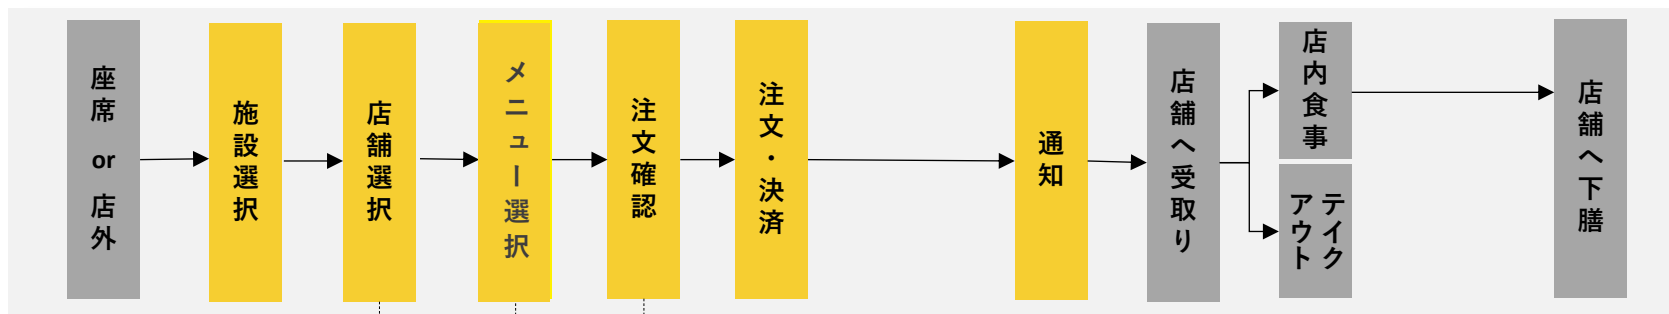 座席 or 店外
施設選択
店舗選択
メニュー選択
注文確認
注文・決済
通知
店舗へ受取り
店内食事
テイク
アウト
店舗へ下膳